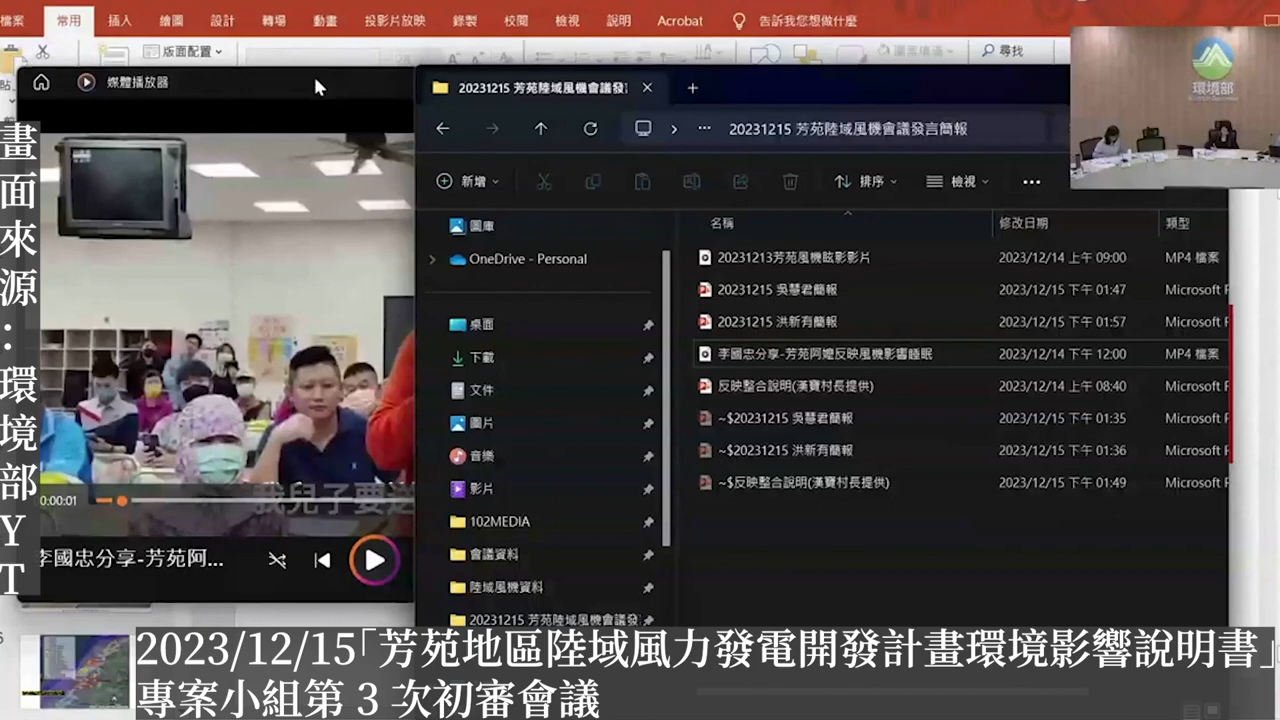 檔案 常用 插入 繪圖 設計 轉場 動畫 投影片放映 錄製 校閱 檢視 說明 Acrobat 告訴我您想做什麼
版面配置
尋找
環境部
媒體播放器
20231215 芳苑陸域風機會議發
20231215 芳苑陸域風機會議發言簡報
新增
排序
檢視
名稱 修改日期 類型
圖庫
OneDrive - Personal
桌面
下載
文件
圖片
音樂
影片
102MEDIA
會議資料
陸域風機資料
20231215 芳苑陸域風機會議發
20231213芳苑風機眩影影片 2023/12/14 上午 09:00 MP4 檔案
20231215 吳慧君簡報 2023/12/15 下午 01:47 Microsoft
20231215 洪新有簡報 2023/12/15 下午 01:57 Microsoft
李國忠分享-芳苑阿嬤反映風機影響睡眠 2023/12/14 下午 12:00 MP4 檔案
反映整合說明(漢寶村長提供) 2023/12/14 上午 08:40 Microsoft
~$20231215 吳慧君簡報 2023/12/15 下午 01:35 Microsoft
~$20231215 洪新有簡報 2023/12/15 下午 01:36 Microsoft
~$反映整合說明(漢寶村長提供) 2023/12/15 下午 01:49 Microsoft
我兒子要送
0:00:01
李國忠分享-芳苑阿...
畫面來源：環境部YT
2023/12/15「芳苑地區陸域風力發電開發計畫環境影響說明書」
專案小組第 3 次初審會議